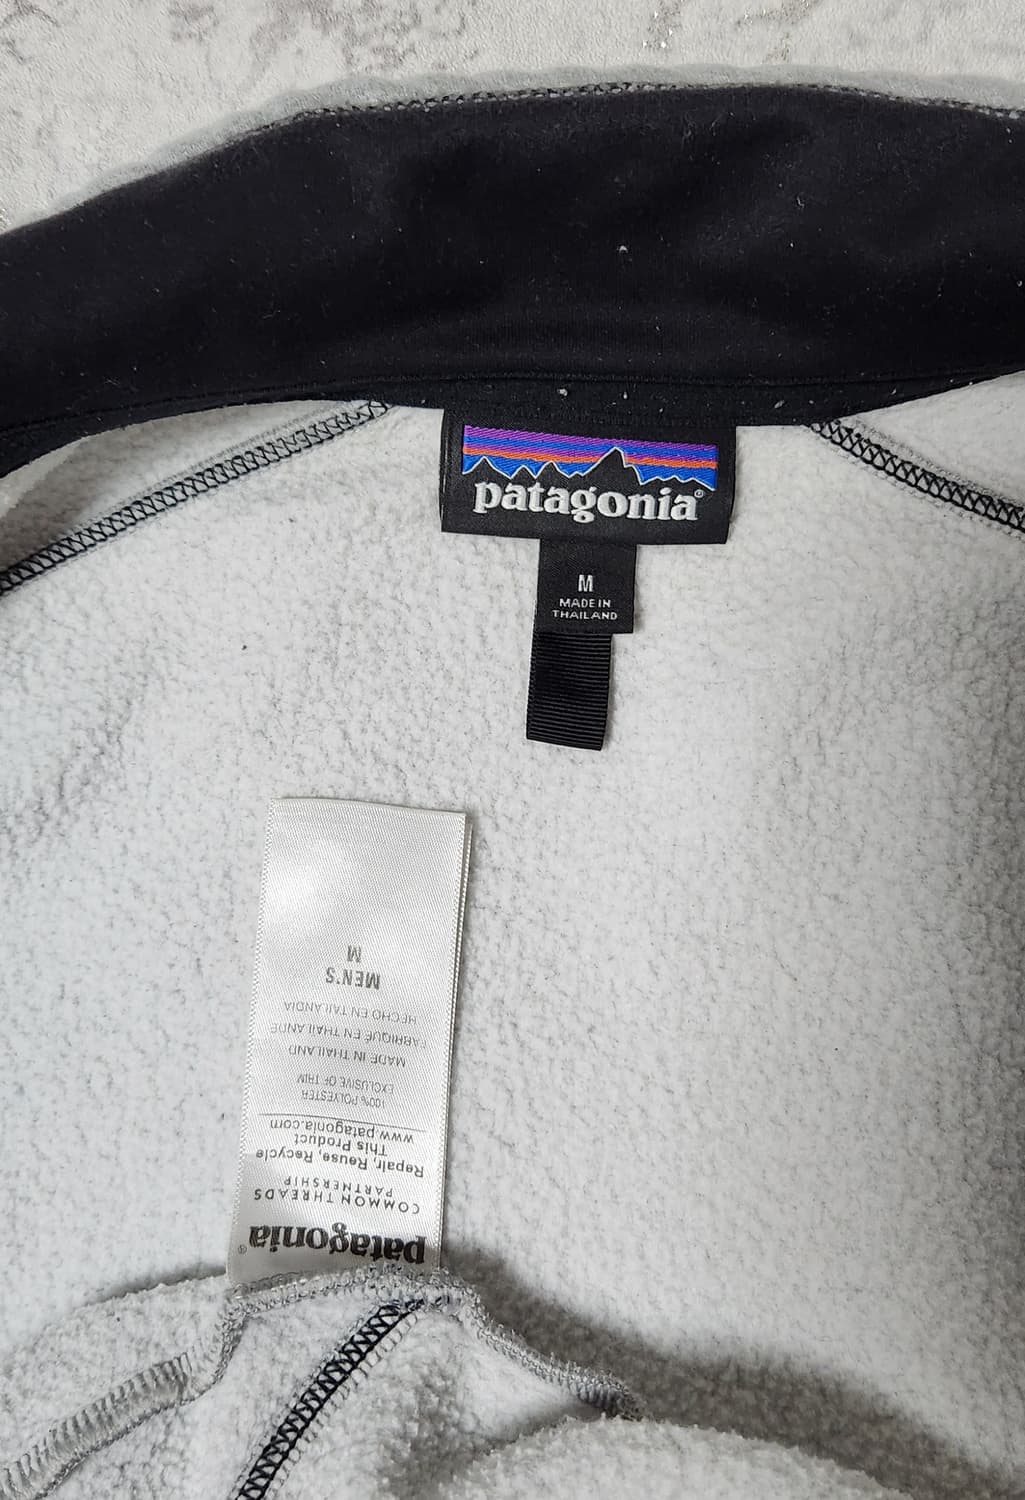 patagonia®
M
MADE IN
THAILAND
patagonia®
COMMON THREADS
PARTNERSHIP
Repair, Reuse, Recycle
This Product
www.patagonia.com
100% POLYESTER
EXCLUSIVE OF TRIM
MADE IN THAILAND
FABRIQUÉ EN THAILANDE
HECHO EN TAILANDIA
MEN'S
M